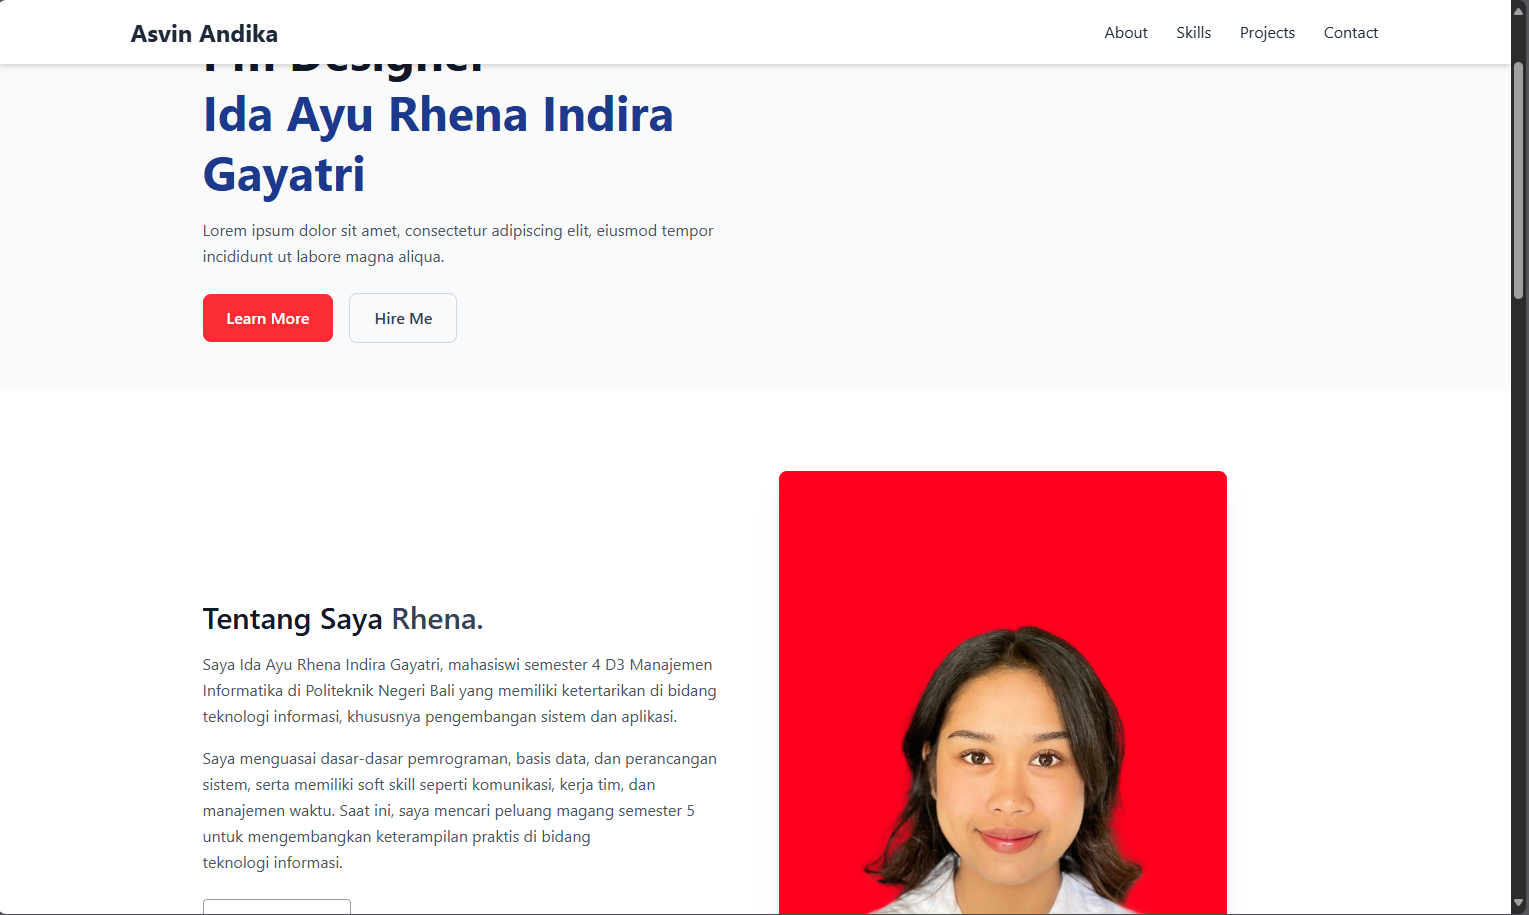 Asvin Andika
About Skills Projects Contact
I'm Designer
Ida Ayu Rhena Indira
Gayatri
Lorem ipsum dolor sit amet, consectetur adipiscing elit, eiusmod tempor
incididunt ut labore magna aliqua.
Learn More Hire Me
Tentang Saya Rhena.
Saya Ida Ayu Rhena Indira Gayatri, mahasiswi semester 4 D3 Manajemen
Informatika di Politeknik Negeri Bali yang memiliki ketertarikan di bidang
teknologi informasi, khususnya pengembangan sistem dan aplikasi.
Saya menguasai dasar-dasar pemrograman, basis data, dan perancangan
sistem, serta memiliki soft skill seperti komunikasi, kerja tim, dan
manajemen waktu. Saat ini, saya mencari peluang magang semester 5
untuk mengembangkan keterampilan praktis di bidang
teknologi informasi.